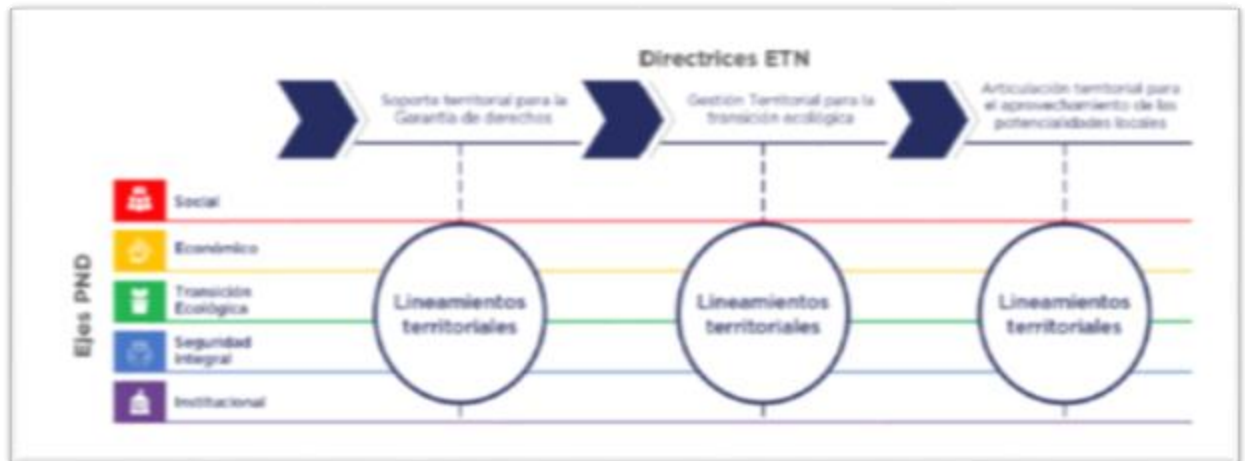 Directrices ETN
Soporte territorial para la
Garantía de derechos
Gestión Territorial para la
transición ecológica
Articulación territorial para
el aprovechamiento de las
potencialidades locales
Ejes PND
Social
Económico
Transición
Ecológica
Seguridad
Integral
Institucional
Lineamientos
territoriales
Lineamientos
territoriales
Lineamientos
territoriales